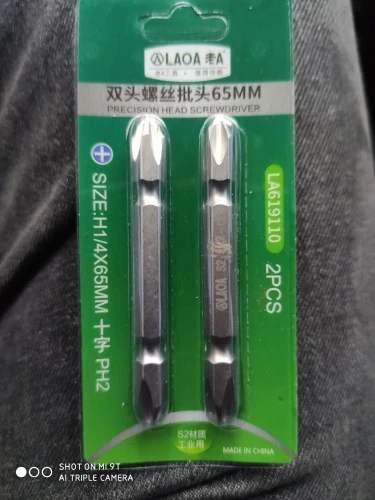 LAOA 老A
双头螺丝批头65MM
PRECISION HEAD SCREWDRIVER
SIZE:H1/4X65MM 十字 PH2
LA619110
2PCS
LAOA S2
S2材质
工业用
MADE IN CHINA
SHOT ON MI 9T
AI TRIPLE CAMERA